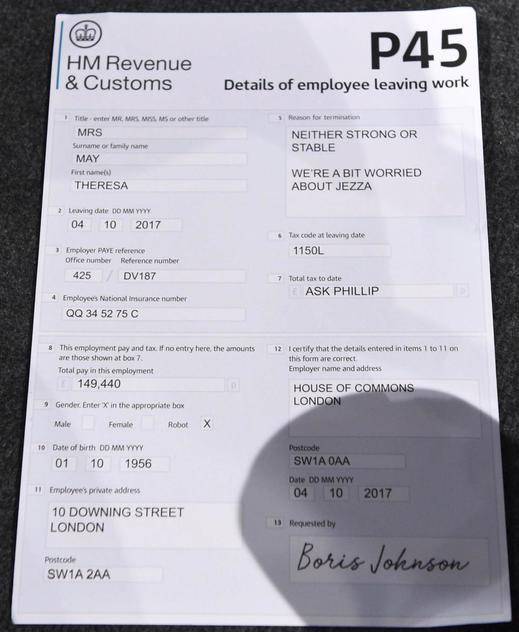 HM Revenue
& Customs
P45
Details of employee leaving work
1 Title - enter MR, MRS, MISS, MS or other title
MRS
Surname or family name
MAY
First name(s)
THERESA
2 Leaving date DD MM YYYY
04 10 2017
3 Employer PAYE reference
Office number Reference number
425 / DV187
4 Employee's National Insurance number
QQ 34 52 75 C
5 Reason for termination
NEITHER STRONG OR
STABLE
WE'RE A BIT WORRIED
ABOUT JEZZA
6 Tax code at leaving date
1150L
7 Total tax to date
£ ASK PHILLIP p
8 This employment pay and tax. If no entry here, the amounts
are those shown at box 7.
Total pay in this employment
£ 149,440 p
9 Gender. Enter 'X' in the appropriate box
Male Female Robot X
10 Date of birth DD MM YYYY
01 10 1956
11 Employee's private address
10 DOWNING STREET
LONDON
Postcode
SW1A 2AA
12 I certify that the details entered in items 1 to 11 on
this form are correct.
Employer name and address
HOUSE OF COMMONS
LONDON
Postcode
SW1A 0AA
Date DD MM YYYY
04 10 2017
13 Requested by
Boris Johnson